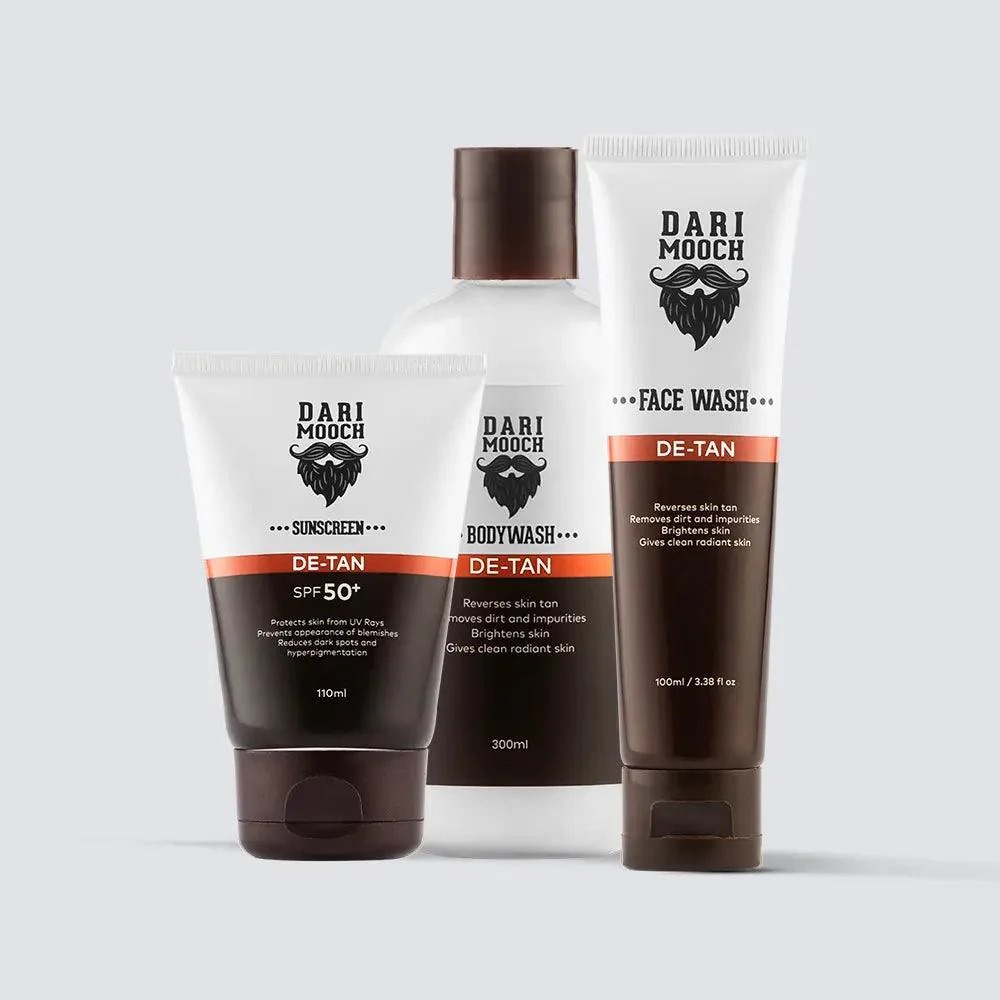 DARI
MOOCH
SUNSCREEN
DE-TAN
SPF 50+
Protects skin from UV Rays
Prevents appearance of blemishes
Reduces dark spots and
hyperpigmentation
110ml
DARI
MOOCH
BODYWASH
DE-TAN
Reverses skin tan
moves dirt and impurities
Brightens skin
Gives clean radiant skin
300ml
DARI
MOOCH
FACE WASH
DE-TAN
Reverses skin tan
Removes dirt and impurities
Brightens skin
Gives clean radiant skin
100ml / 3.38 fl oz